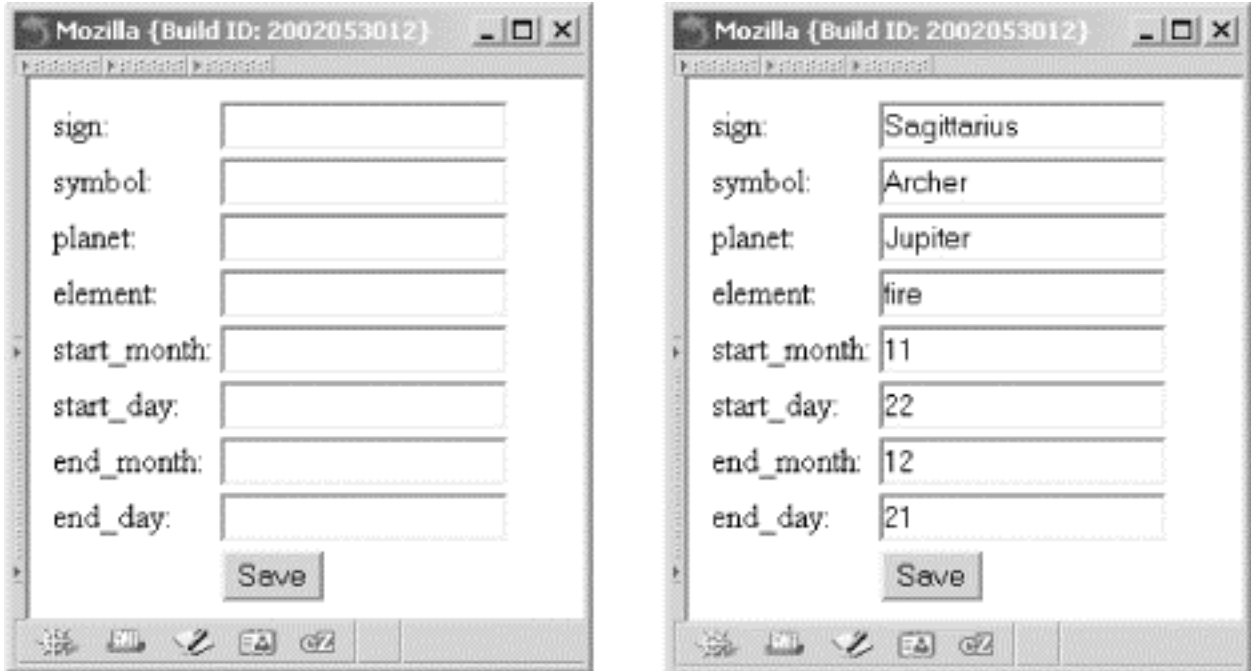 Mozilla {Build ID: 2002053012}
sign:
symbol:
planet:
element:
start_month:
start_day:
end_month:
end_day:
Save
Mozilla {Build ID: 2002053012}
sign: Sagittarius
symbol: Archer
planet: Jupiter
element: fire
start_month: 11
start_day: 22
end_month: 12
end_day: 21
Save